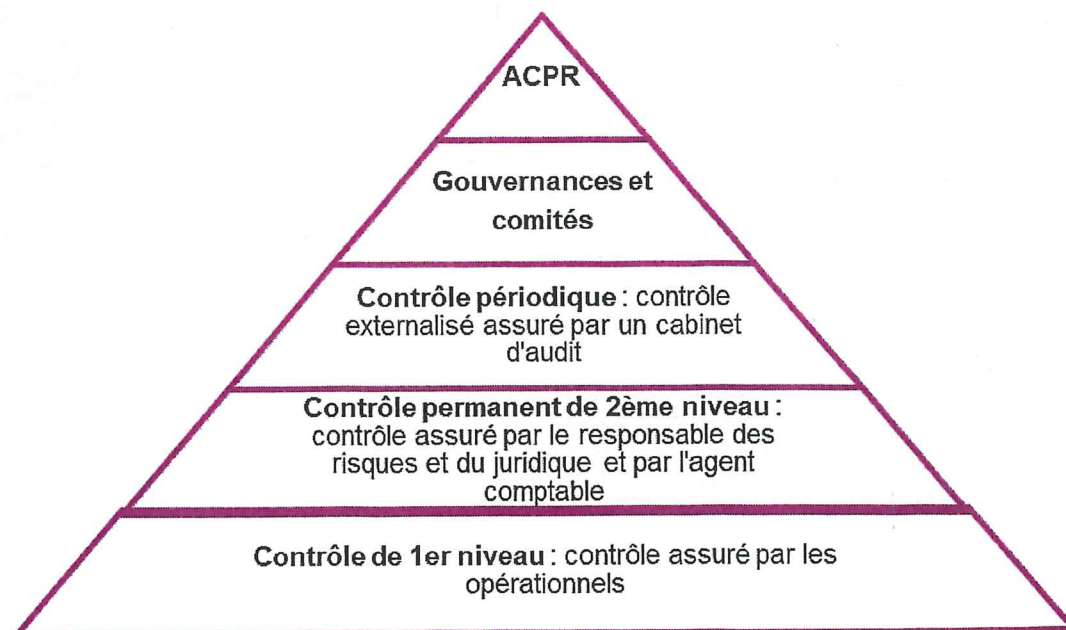 ACPR
Gouvernances et
comités
Contrôle périodique : contrôle
externalisé assuré par un cabinet
d'audit
Contrôle permanent de 2ème niveau :
contrôle assuré par le responsable des
risques et du juridique et par l'agent
comptable
Contrôle de 1er niveau : contrôle assuré par les
opérationnels